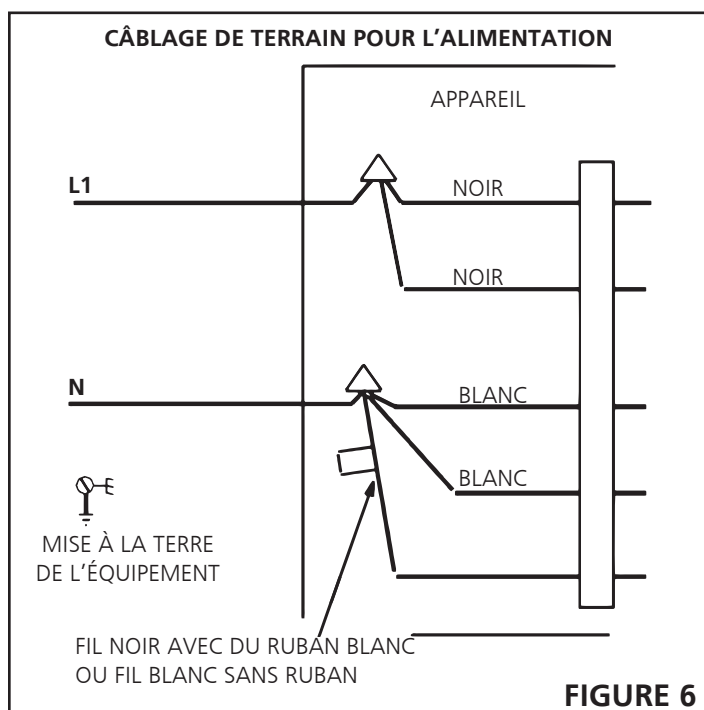 CÂBLAGE DE TERRAIN POUR L'ALIMENTATION
APPAREIL
L1
NOIR
NOIR
N
BLANC
BLANC
MISE À LA TERRE
DE L'ÉQUIPEMENT
FIL NOIR AVEC DU RUBAN BLANC
OU FIL BLANC SANS RUBAN
FIGURE 6